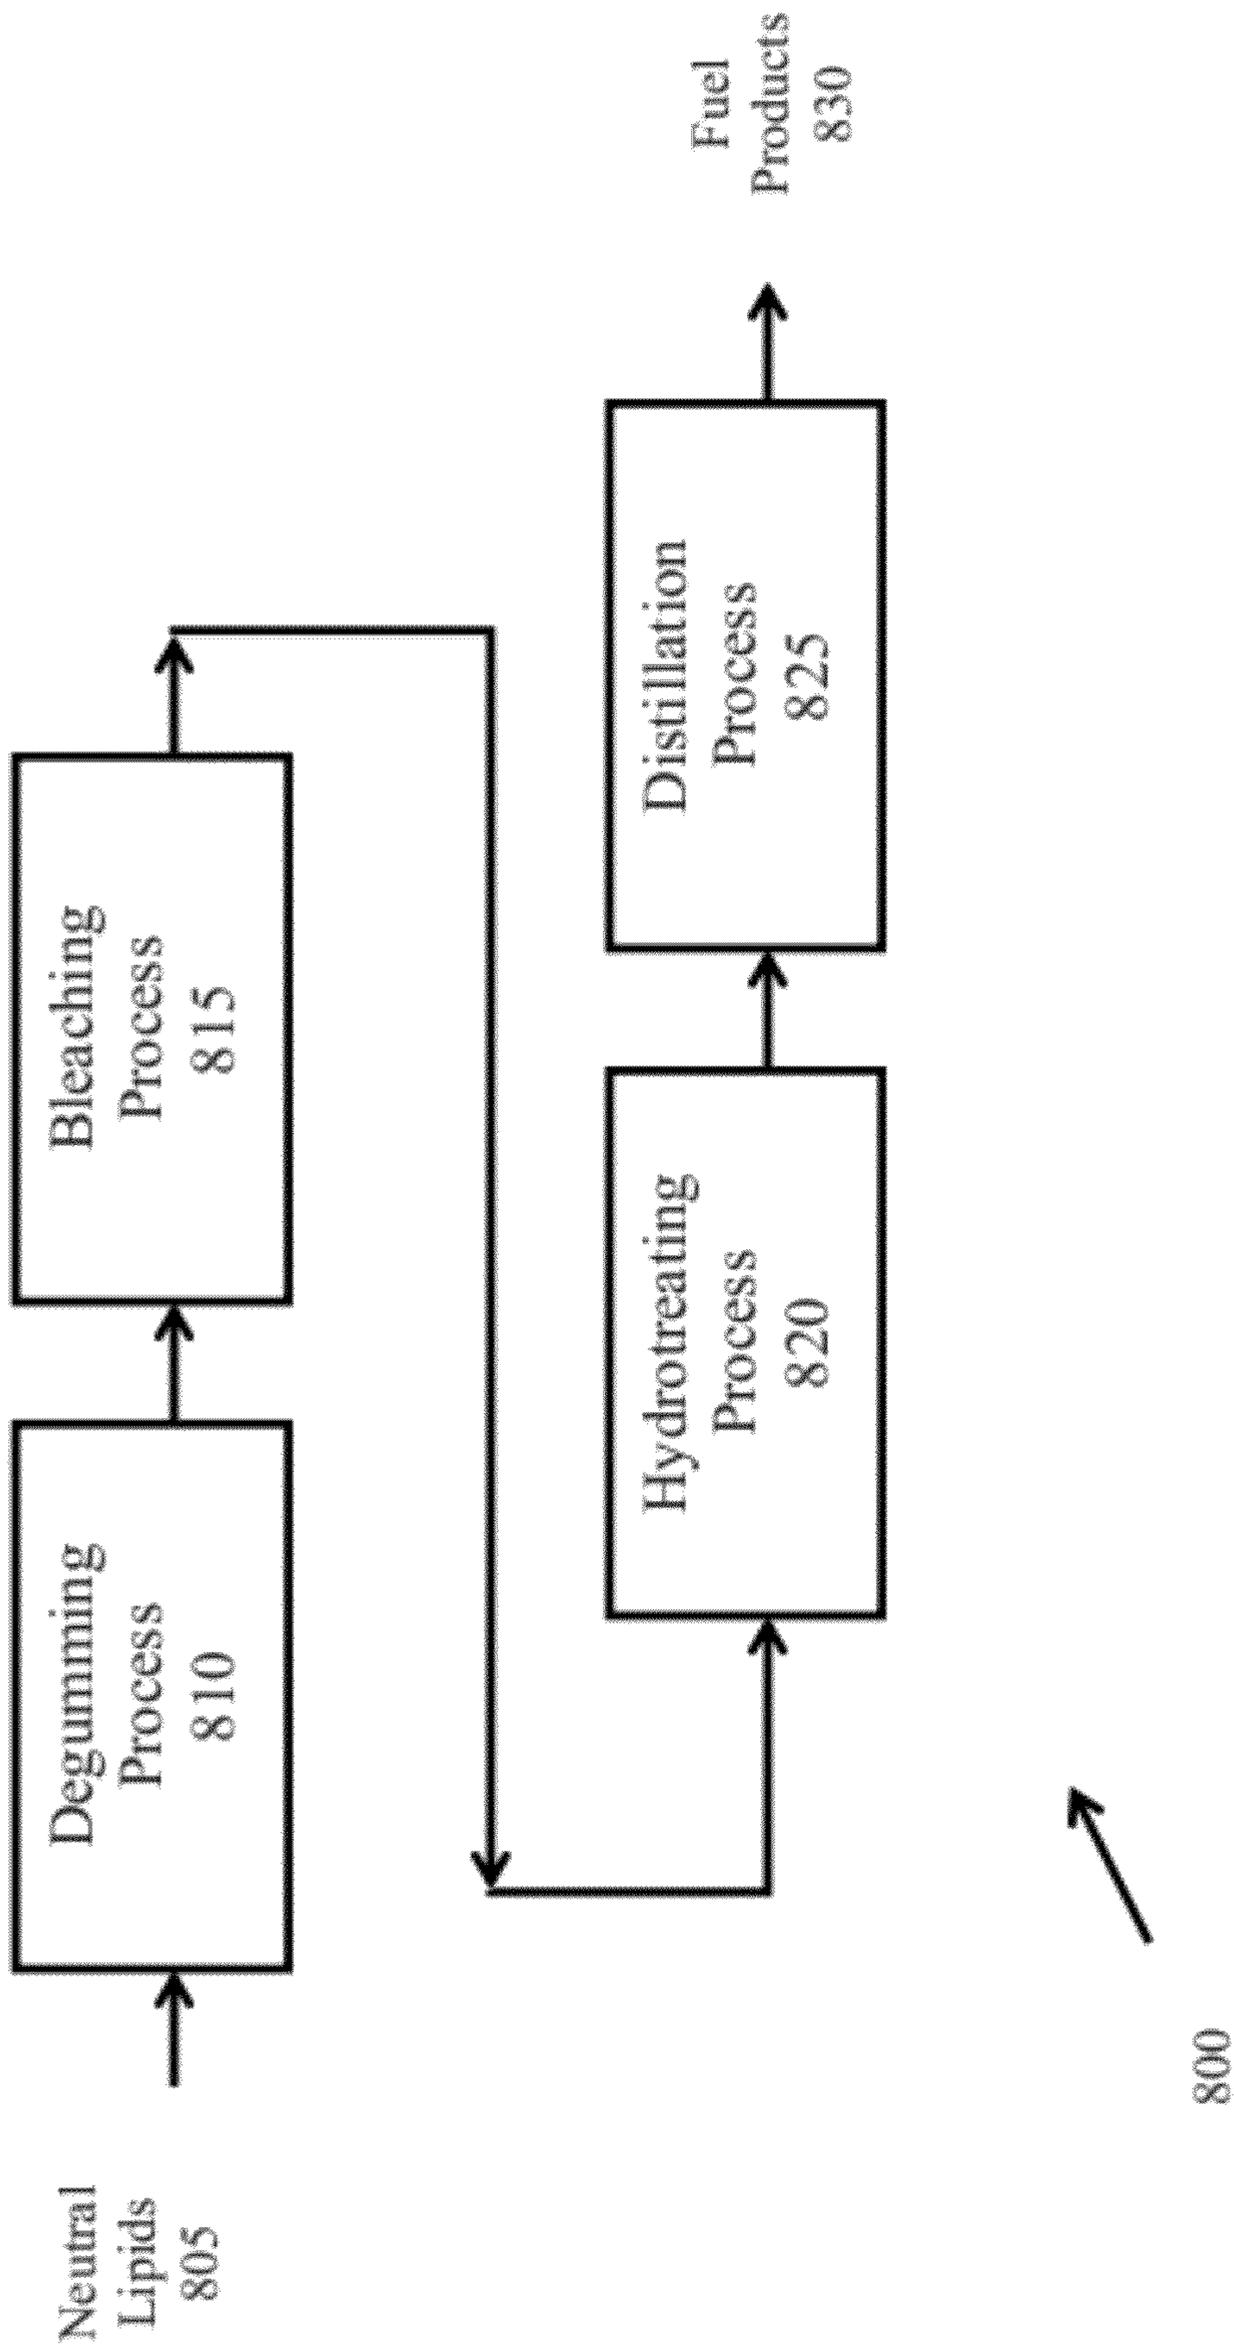 Neutral
Lipids
805
Degumming
Process
810
Bleaching
Process
815
Hydrotreating
Process
820
Distillation
Process
825
Fuel
Products
830
800